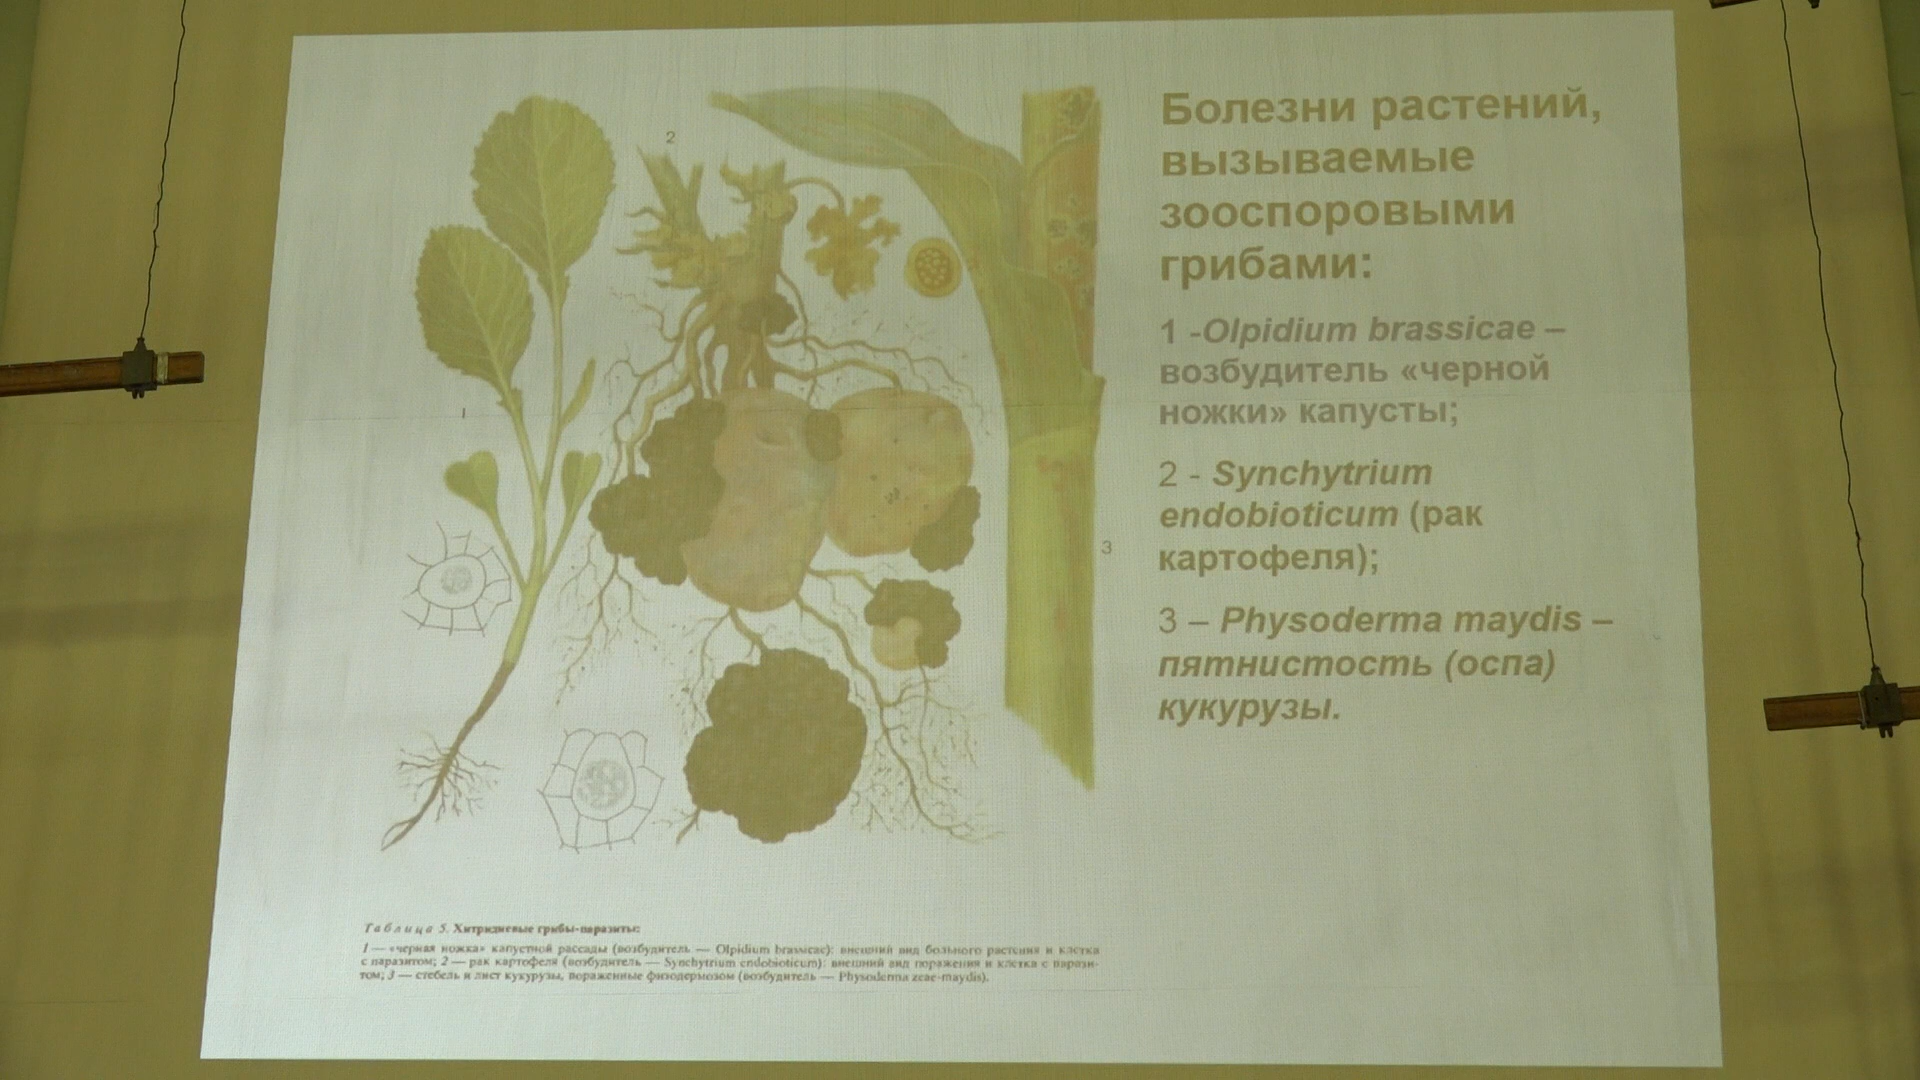 Болезни растений,
вызываемые
зооспоровыми
грибами:
1 -Olpidium brassicae –
возбудитель «черной
ножки» капусты;
2 - Synchytrium
endobioticum (рак
картофеля);
3 – Physoderma maydis –
пятнистость (оспа)
кукурузы.
2
1
3
Таблица 5. Хитридиевые грибы-паразиты:
1 — «черная ножка» капустной рассады (возбудитель — Olpidium brassicae): внешний вид больного растения и клетка
с паразитом; 2 — рак картофеля (возбудитель — Synchytrium endobioticum): внешний вид поражения и клетка с парази-
том; 3 — стебель и лист кукурузы, пораженные физодермозом (возбудитель — Physoderma zeae-maydis).